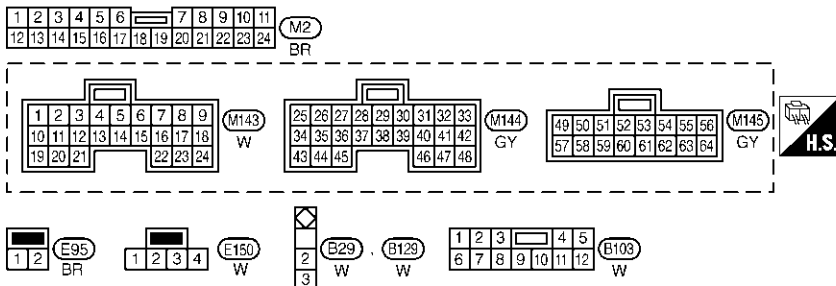 1 2 3 4 5 6 7 8 9 10 11
12 13 14 15 16 17 18 19 20 21 22 23 24
M2
BR
1 2 3 4 5 6 7 8 9
10 11 12 13 14 15 16 17 18
19 20 21 22 23 24
M143
W
25 26 27 28 29 30 31 32 33
34 35 36 37 38 39 40 41 42
43 44 45 46 47 48
M144
GY
49 50 51 52 53 54 55 56
57 58 59 60 61 62 63 64
M145
GY
H.S.
1 2
E95
BR
1 2 3 4
E150
W
2
3
B29 , B129
W W
1 2 3 4 5
6 7 8 9 10 11 12
B103
W